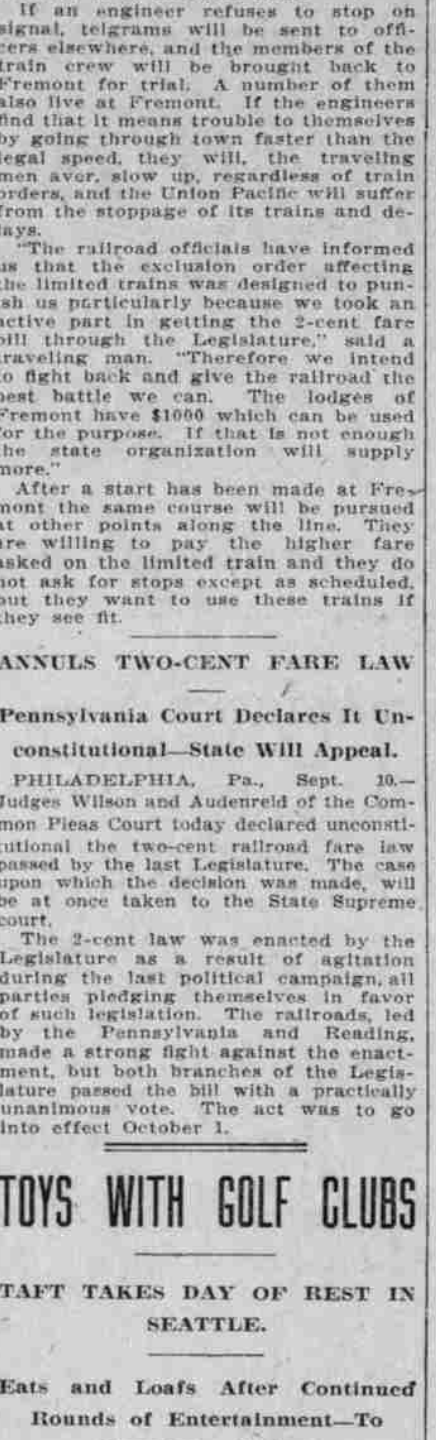 If an engineer refuses to stop on
signal, telgrams will be sent to offi-
cers elsewhere, and the members of the
train crew will be brought back to
Fremont for trial. A number of them
also live at Fremont. If the engineers
find that it means trouble to themselves
by going through town faster than the
legal speed, they will, the traveling
men aver, slow up, regardless of train
orders, and the Union Pacific will suffer
from the stoppage of its trains and de-
lays.
"The railroad officials have informed
us that the exclusion order affecting
the limited trains was designed to pun-
ish us particularly because we took an
active part in getting the 2-cent fare
bill through the Legislature," said a
traveling man. "Therefore we intend
to fight back and give the railroad the
best battle we can. The lodges of
Fremont have $1000 which can be used
for the purpose. If that is not enough
the state organization will supply
more."
After a start has been made at Fre-
mont the same course will be pursued
at other points along the line. They
are willing to pay the higher fare
asked on the limited train and they do
not ask for stops except as scheduled,
but they want to use these trains if
they see fit.
ANNULS TWO-CENT FARE LAW
Pennsylvania Court Declares It Un-
constitutional—State Will Appeal.
PHILADELPHIA, Pa., Sept. 10.—
Judges Wilson and Audenreid of the Com-
mon Pleas Court today declared unconsti-
tutional the two-cent railroad fare law
passed by the last Legislature. The case
upon which the decision was made, will
be at once taken to the State Supreme
court.
The 2-cent law was enacted by the
Legislature as a result of agitation
during the last political campaign, all
parties pledging themselves in favor
of such legislation. The railroads, led
by the Pennsylvania and Reading,
made a strong fight against the enact-
ment, but both branches of the Legis-
lature passed the bill with a practically
unanimous vote. The act was to go
into effect October 1.
TOYS WITH GOLF CLUBS
TAFT TAKES DAY OF REST IN
SEATTLE.
Eats and Loafs After Continued
Rounds of Entertainment—To